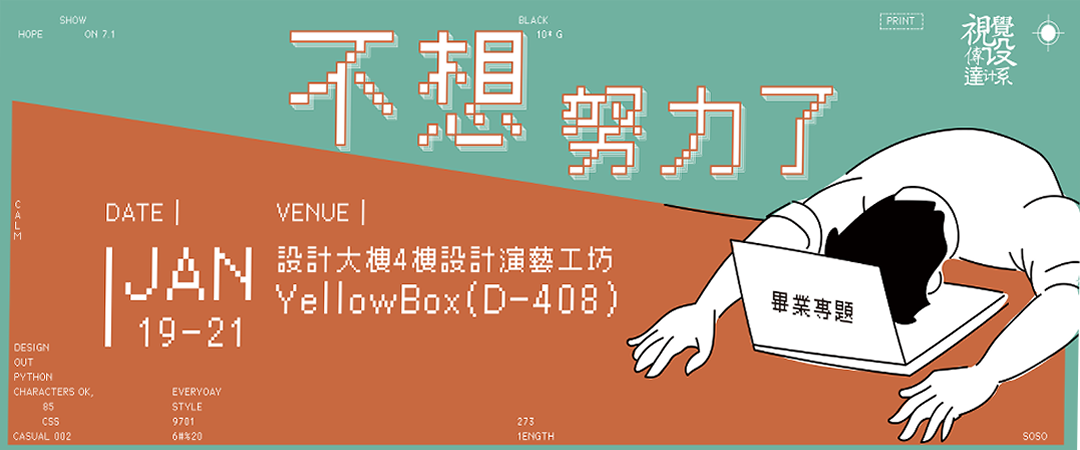 SHOW
HOPE ON 7.1
BLACK
10# G
PRINT
視覺
傳設
達計系
不想努力了
CALM
DATE |
VENUE |
JAN
19-21
設計大樓4樓設計演藝工坊
YellowBox(D-408)
畢業專題
DESIGN
OUT
PYTHON
CHARACTERS OK,
85
CSS
CASUAL 002
EVERYOAY
STYLE
9701
6#%20
273
1ENGTH
SOSO